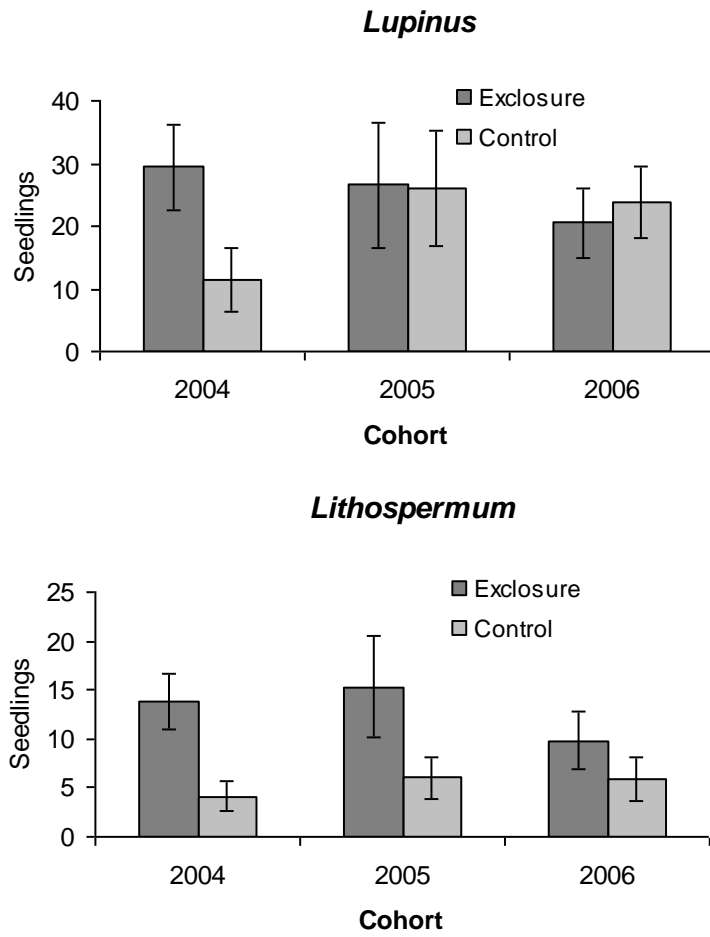 Lupinus
Exclosure
Control
40
30
20
10
0
Seedlings
2004 2005 2006
Cohort
Lithospermum
Exclosure
Control
25
20
15
10
5
0
Seedlings
2004 2005 2006
Cohort